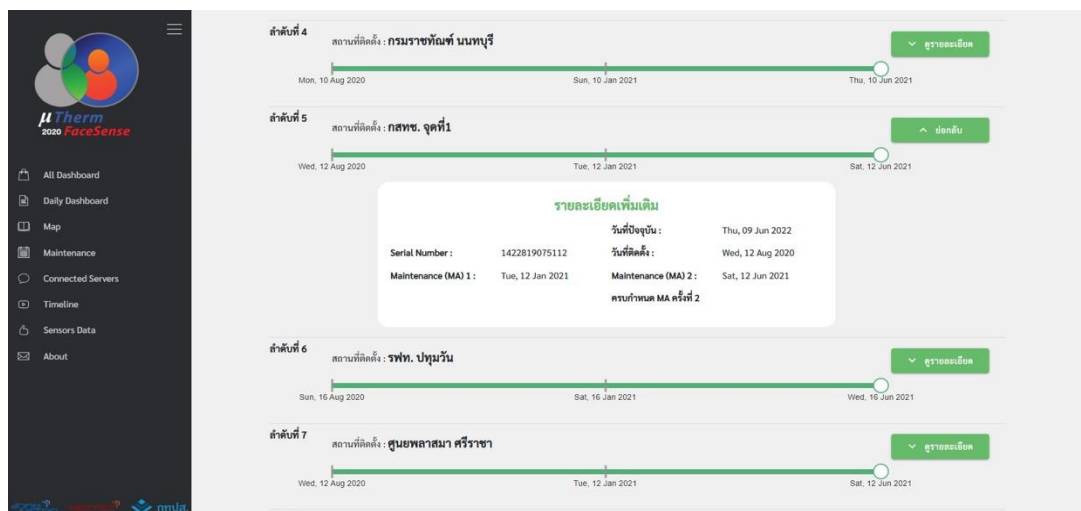 μTherm
2020 FaceSense
All Dashboard
Daily Dashboard
Map
Maintenance
Connected Servers
Timeline
Sensors Data
About
ลำดับที่ 4
สถานที่ติดตั้ง : กรมราชทัณฑ์ นนทบุรี
ดูรายละเอียด
Mon, 10 Aug 2020 Sun, 10 Jan 2021 Thu, 10 Jun 2021
ลำดับที่ 5
สถานที่ติดตั้ง : กสทช. จุดที่1
ย่อกลับ
Wed, 12 Aug 2020 Tue, 12 Jan 2021 Sat, 12 Jun 2021
รายละเอียดเพิ่มเติม
วันที่ปัจจุบัน : Thu, 09 Jun 2022
Serial Number : 1422819075112 วันที่ติดตั้ง : Wed, 12 Aug 2020
Maintenance (MA) 1 : Tue, 12 Jan 2021 Maintenance (MA) 2 : Sat, 12 Jun 2021
ครบกำหนด MA ครั้งที่ 2
ลำดับที่ 6
สถานที่ติดตั้ง : รฟท. ปทุมวัน
ดูรายละเอียด
Sun, 16 Aug 2020 Sat, 16 Jan 2021 Wed, 16 Jun 2021
ลำดับที่ 7
สถานที่ติดตั้ง : ศูนยพลาสมา ศรีราชา
ดูรายละเอียด
Wed, 12 Aug 2020 Tue, 12 Jan 2021 Sat, 12 Jun 2021